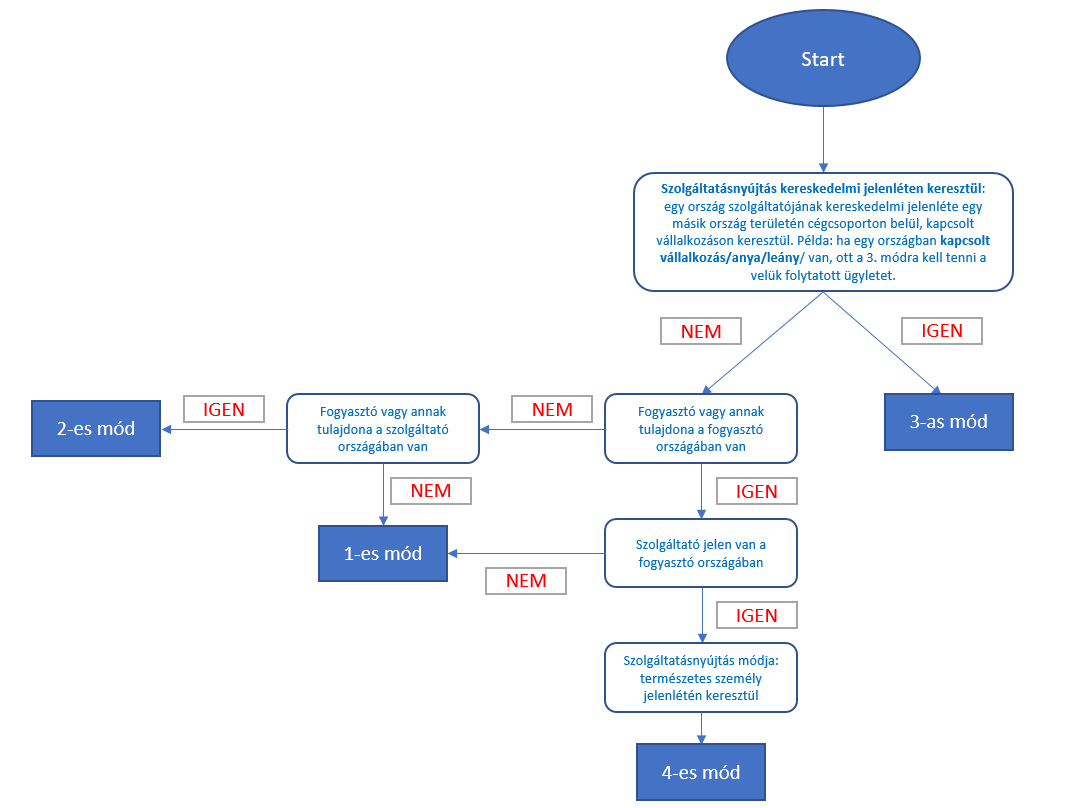 Start
Szolgáltatásnyújtás kereskedelmi jelenléten keresztül:
egy ország szolgáltatójának kereskedelmi jelenléte egy
másik ország területén cégcsoporton belül, kapcsolt
vállalkozáson keresztül. Példa: ha egy országban kapcsolt
vállalkozás/anya/leány/ van, ott a 3. módra kell tenni a
velük folytatott ügyletet.
NEM
IGEN
2-es mód
IGEN
Fogyasztó vagy annak
tulajdona a szolgáltató
országában van
NEM
Fogyasztó vagy annak
tulajdona a fogyasztó
országában van
3-as mód
NEM
IGEN
1-es mód
NEM
Szolgáltató jelen van a
fogyasztó országában
IGEN
Szolgáltatásnyújtás módja:
természetes személy
jelenlétén keresztül
4-es mód